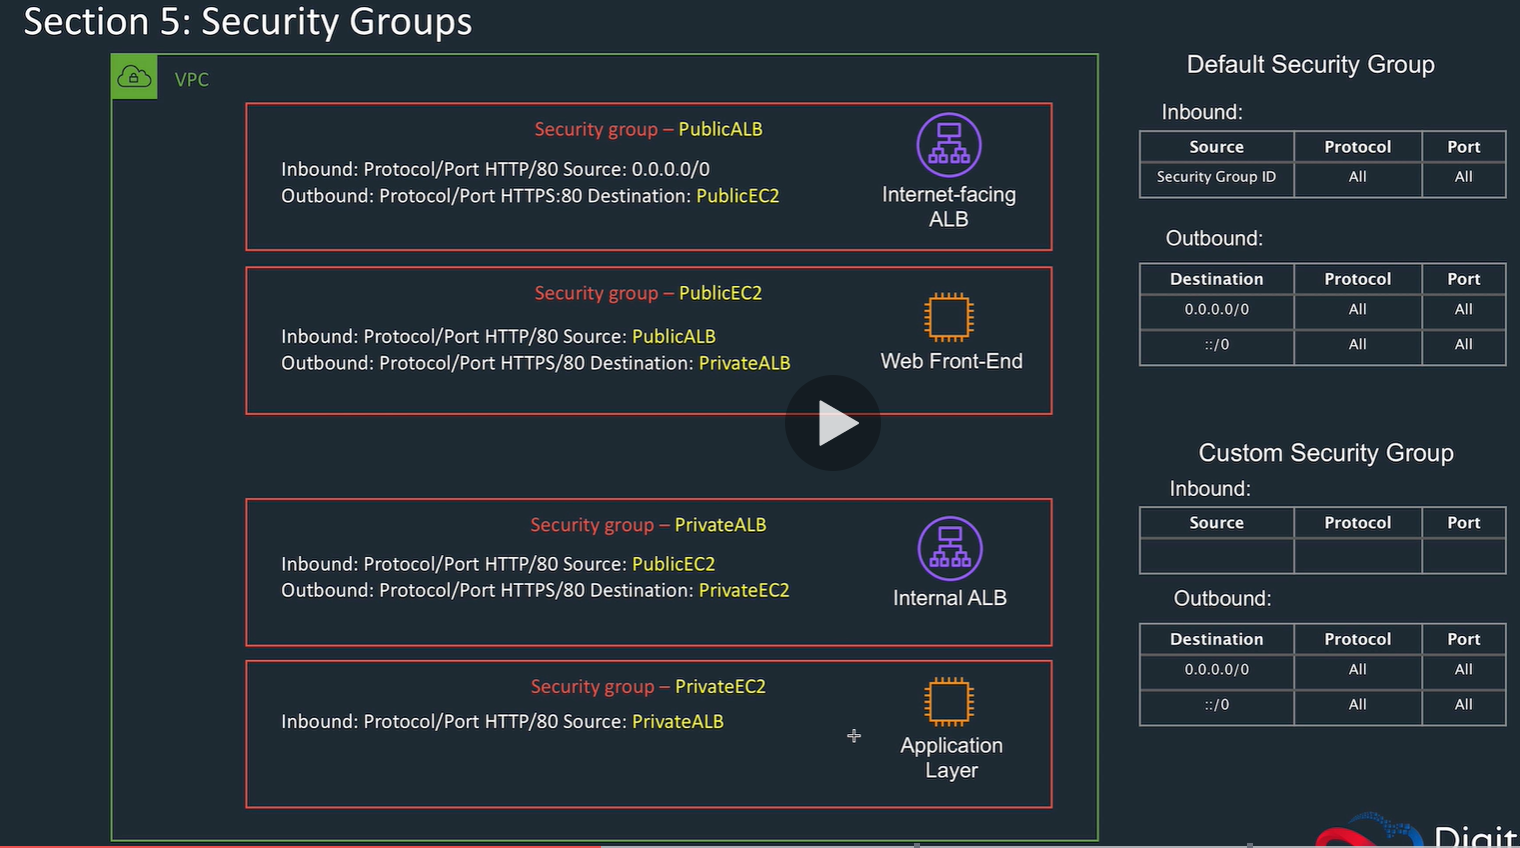 Section 5: Security Groups
VPC
Security group – PublicALB
Inbound: Protocol/Port HTTP/80 Source: 0.0.0.0/0
Outbound: Protocol/Port HTTPS:80 Destination: PublicEC2
Internet-facing
ALB
Security group – PublicEC2
Inbound: Protocol/Port HTTP/80 Source: PublicALB
Outbound: Protocol/Port HTTPS/80 Destination: PrivateALB
Web Front-End
Security group – PrivateALB
Inbound: Protocol/Port HTTP/80 Source: PublicEC2
Outbound: Protocol/Port HTTPS/80 Destination: PrivateEC2
Internal ALB
Security group – PrivateEC2
Inbound: Protocol/Port HTTP/80 Source: PrivateALB
Application
Layer
Default Security Group
Inbound:
Source Protocol Port
Security Group ID All All
Outbound:
Destination Protocol Port
0.0.0.0/0 All All
::/0 All All
Custom Security Group
Inbound:
Source Protocol Port
Outbound:
Destination Protocol Port
0.0.0.0/0 All All
::/0 All All